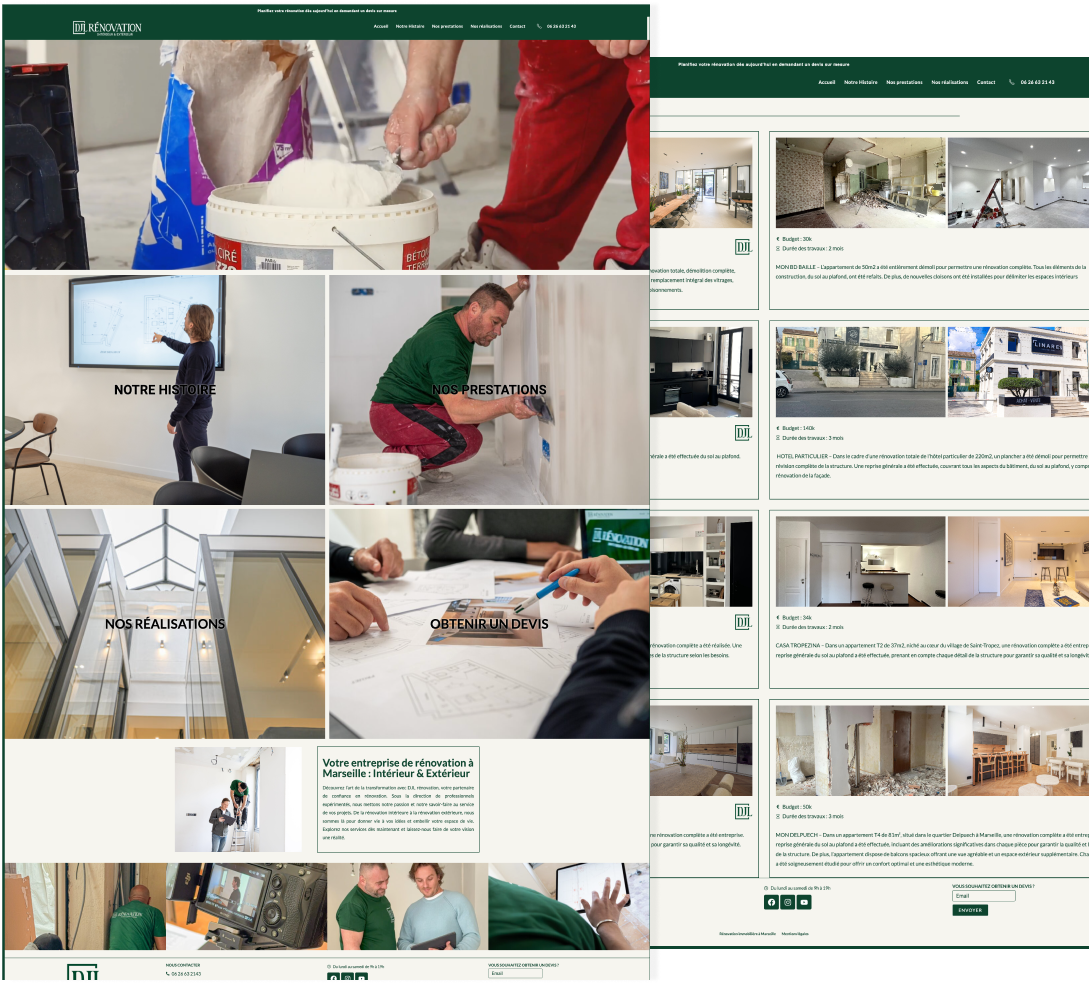 Planifiez votre rénovation dès aujourd'hui en demandant un devis sur mesure
DJL RÉNOVATION
INTÉRIEUR & EXTÉRIEUR
Accueil Notre Histoire Nos prestations Nos réalisations Contact 06 26 63 21 43
CIRÉ
BÉTO
NOTRE HISTOIRE
NOS PRESTATIONS
NOS RÉALISATIONS
OBTENIR UN DEVIS
DJL RÉNOVATION
Votre entreprise de rénovation à
Marseille : Intérieur & Extérieur
Découvrez l'art de la transformation avec DJL rénovation, votre partenaire
de confiance en rénovation. Sous la direction de professionnels
expérimentés, nous mettons notre passion et notre savoir-faire au service
de vos projets. De la rénovation intérieure à la rénovation extérieure, nous
sommes là pour donner vie à vos idées et embellir votre espace de vie.
Explorez nos services dès maintenant et laissez-nous faire de votre vision
une réalité.
DJL
NOUS CONTACTER
06 26 63 2143
Du lundi au samedi de 9h à 19h
VOUS SOUHAITEZ OBTENIR UN DEVIS ?
Email
Planifiez votre rénovation dès aujourd'hui en demandant un devis sur mesure
Accueil Notre Histoire Nos prestations Nos réalisations Contact 06 26 63 21 43
DJL
novation totale, démolition complète,
remplacement intégral des vitrages,
oisonnements.
€ Budget : 30k
Durée des travaux : 2 mois
MON BD BAILLE – L'appartement de 50m2 a été entièrement démoli pour permettre une rénovation complète. Tous les éléments de la
construction, du sol au plafond, ont été refaits. De plus, de nouvelles cloisons ont été installées pour délimiter les espaces intérieurs
LINARES
DJL
nérale a été effectuée du sol au plafond.
€ Budget : 140k
Durée des travaux : 3 mois
HOTEL PARTICULIER – Dans le cadre d'une rénovation totale de l'hôtel particulier de 220m2, un plancher a été démoli pour permettre
révision complète de la structure. Une reprise générale a été effectuée, couvrant tous les aspects du bâtiment, du sol au plafond, y comp
rénovation de la façade.
DJL
rénovation complète a été réalisée. Une
s de la structure selon les besoins.
€ Budget : 34k
Durée des travaux : 2 mois
CASA TROPEZINA – Dans un appartement T2 de 37m2, niché au cœur du village de Saint-Tropez, une rénovation complète a été entrep
reprise générale du sol au plafond a été effectuée, prenant en compte chaque détail de la structure pour garantir sa qualité et sa longévit
DJL
ne rénovation complète a été entreprise.
pour garantir sa qualité et sa longévité.
€ Budget : 50k
Durée des travaux : 3 mois
MON DELPUECH – Dans un appartement T4 de 81m², situé dans le quartier Delpuech à Marseille, une rénovation complète a été entrep
reprise générale du sol au plafond a été effectuée, incluant des améliorations significatives dans chaque pièce pour garantir la qualité et l
de la structure. De plus, l'appartement dispose de balcons spacieux offrant une vue agréable et un espace extérieur supplémentaire. Cha
a été soigneusement étudié pour offrir un confort optimal et une esthétique moderne.
Du lundi au samedi de 9h à 19h
VOUS SOUHAITEZ OBTENIR UN DEVIS ?
Email
ENVOYER
Rénovation immobilière à Marseille Mentions légales